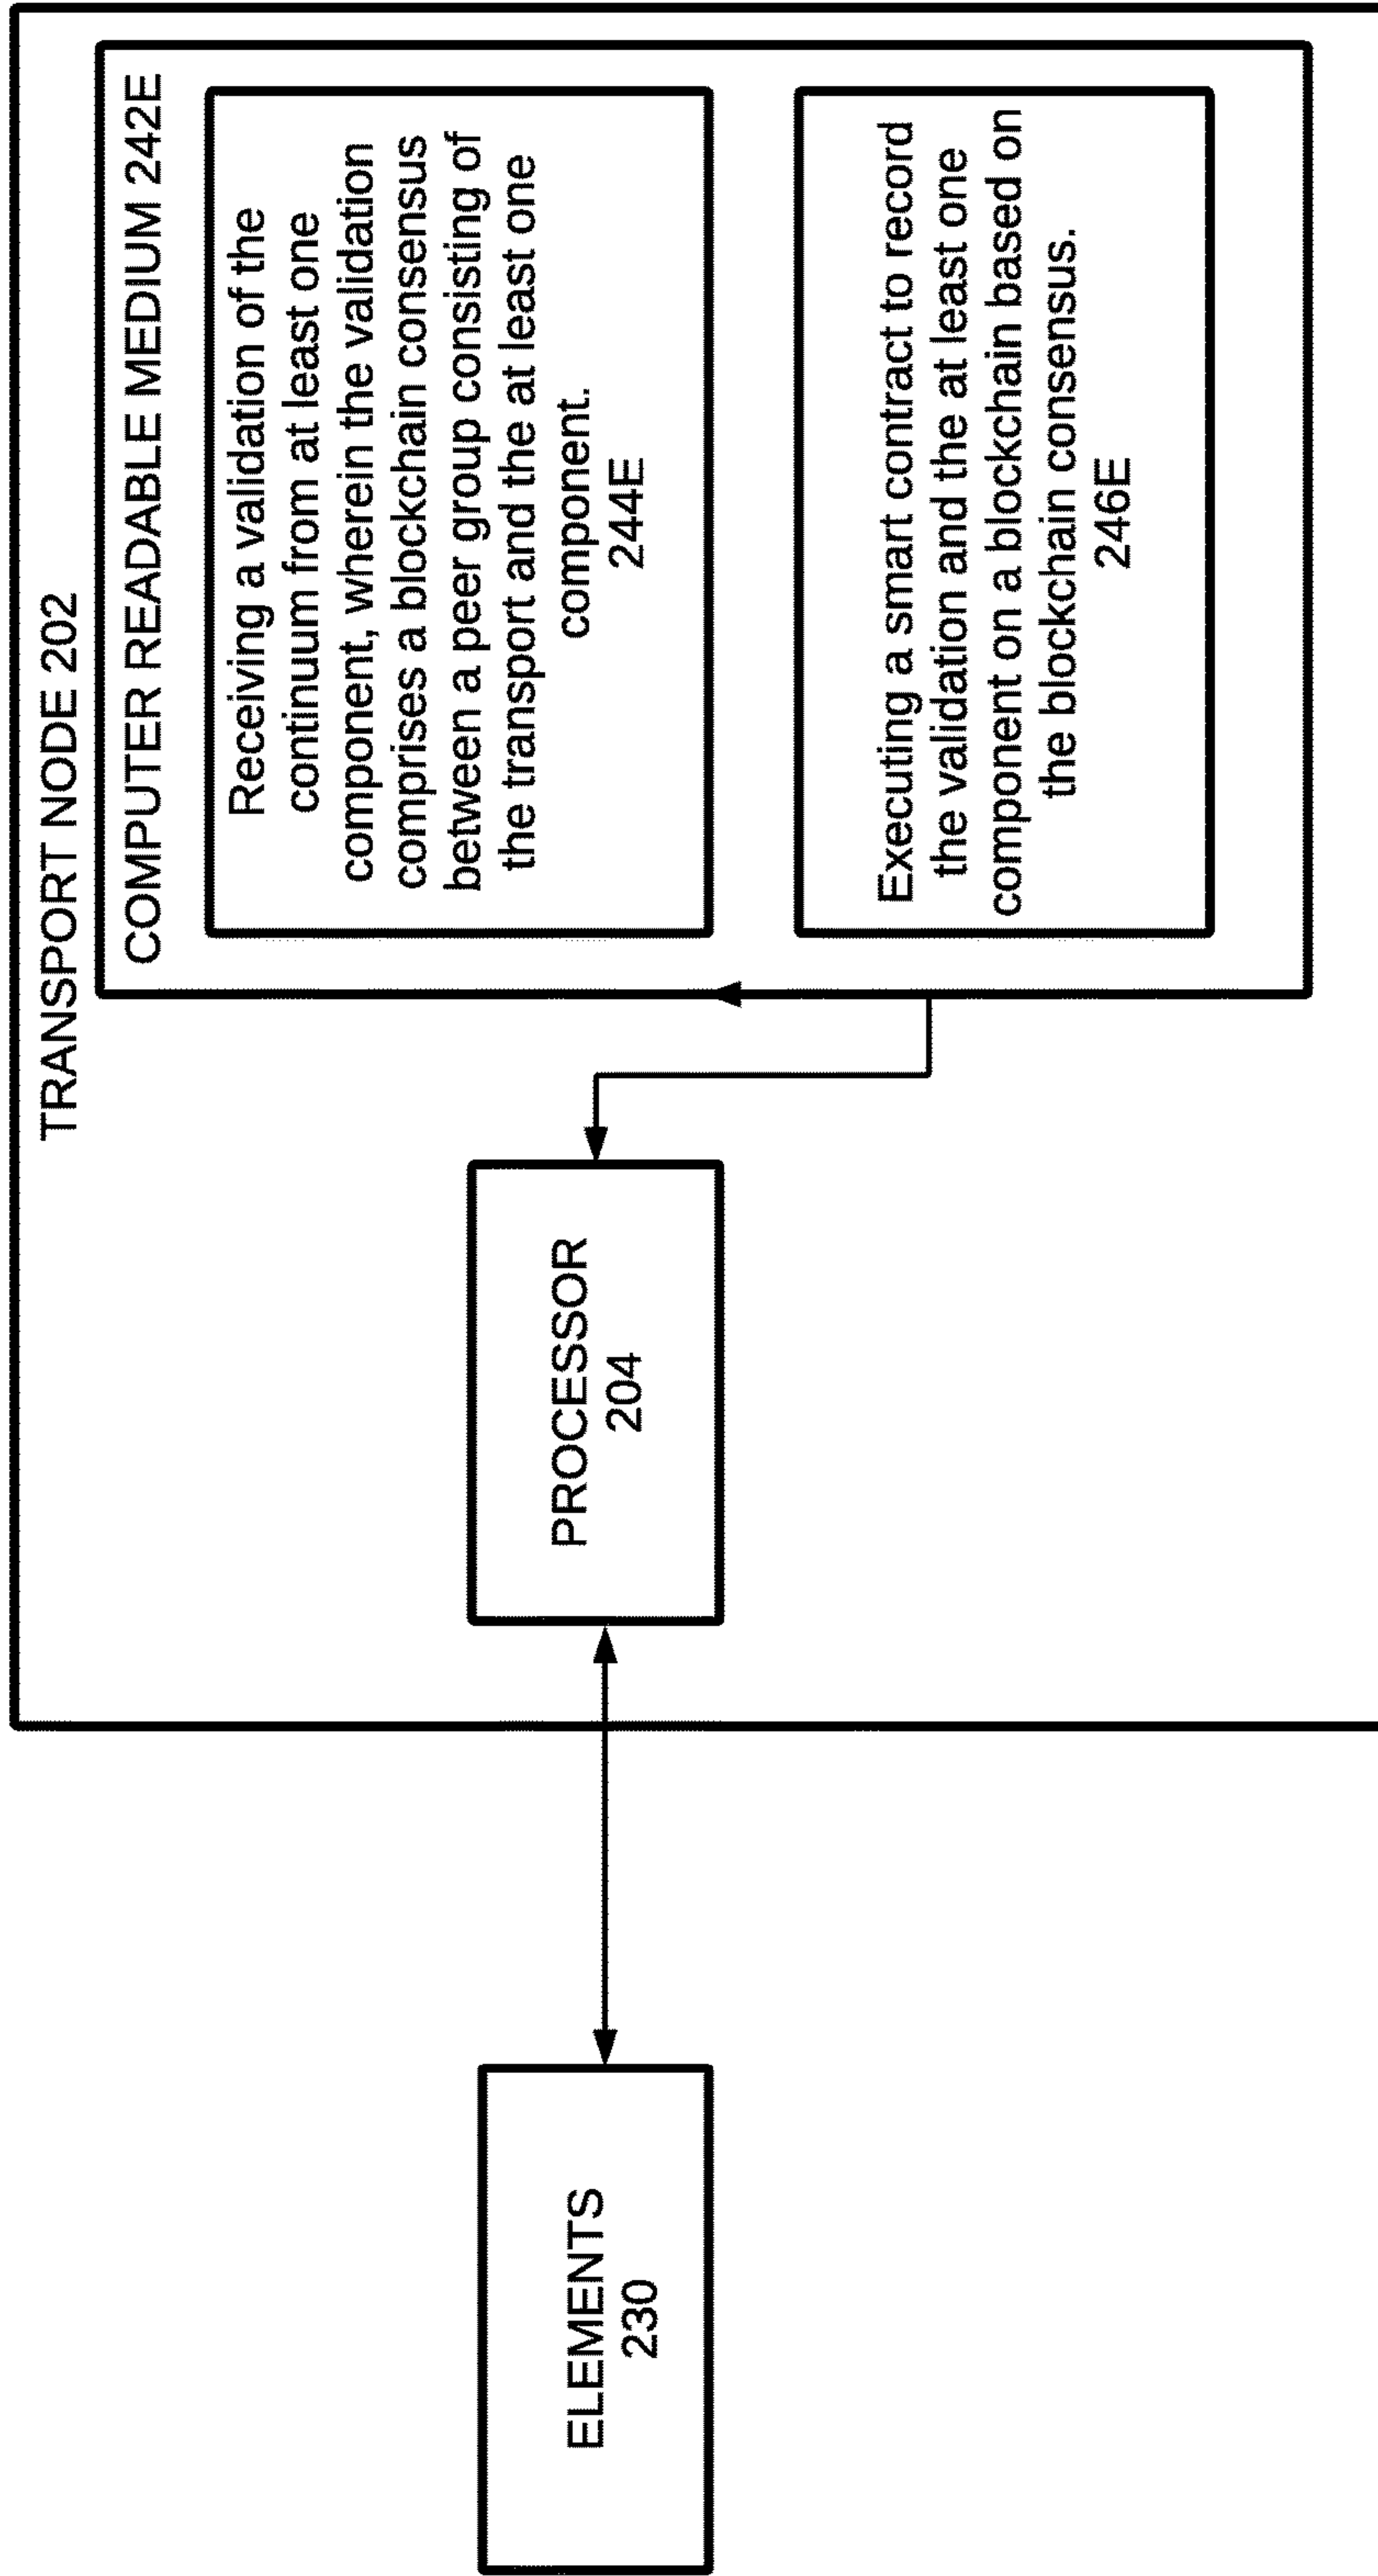 TRANSPORT NODE 202
COMPUTER READABLE MEDIUM 242E
Receiving a validation of the
continuum from at least one
component, wherein the validation
comprises a blockchain consensus
between a peer group consisting of
the transport and the at least one
component.
244E
Executing a smart contract to record
the validation and the at least one
component on a blockchain based on
the blockchain consensus.
246E
PROCESSOR
204
ELEMENTS
230